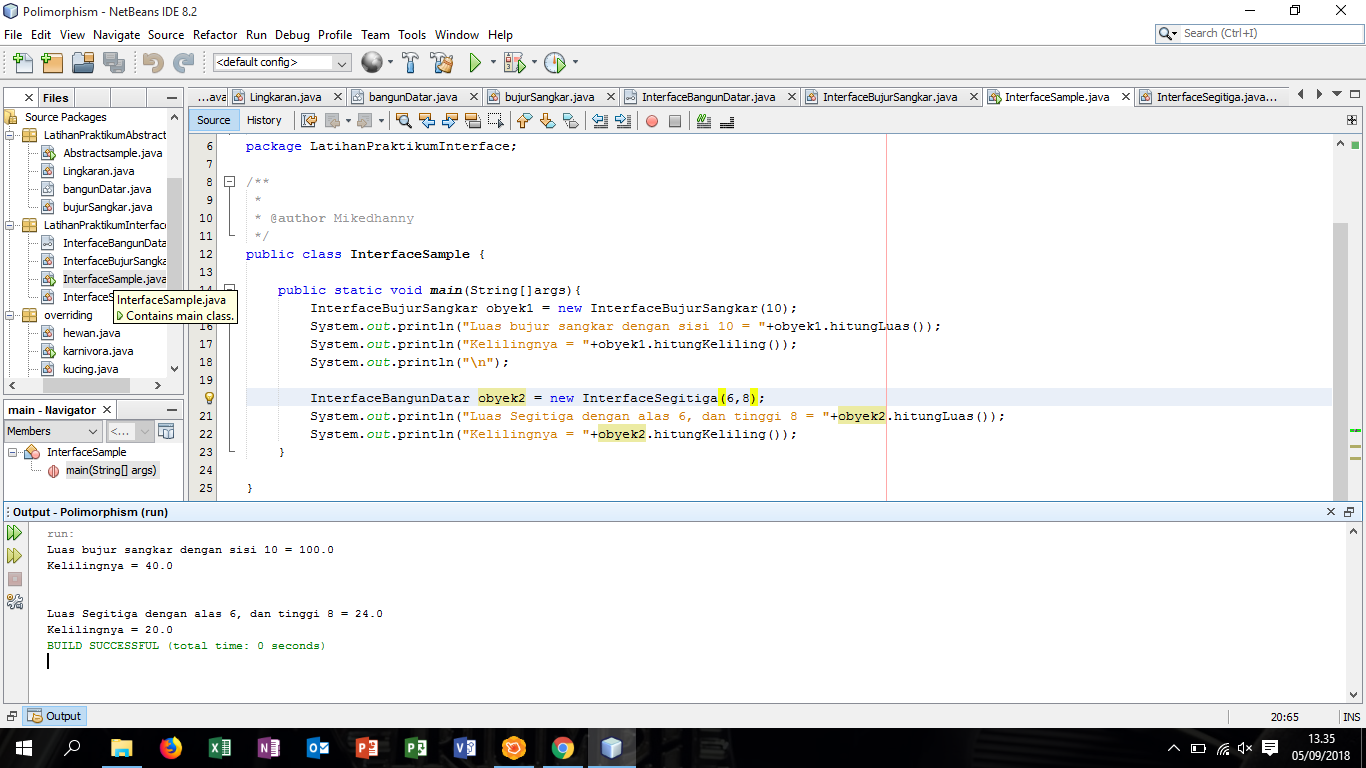 Polimorphism - NetBeans IDE 8.2
File Edit View Navigate Source Refactor Run Debug Profile Team Tools Window Help
Search (Ctrl+I)
<default config>
Files
...ava
Lingkaran.java
bangunDatar.java
bujurSangkar.java
InterfaceBangunDatar.java
InterfaceBujurSangkar.java
InterfaceSample.java
InterfaceSegitiga.java...
Source Packages
LatihanPraktikumAbstract
Abstractsample.java
Lingkaran.java
bangunDatar.java
bujurSangkar.java
LatihanPraktikumInterface
InterfaceBangunData
InterfaceBujurSangka
InterfaceSample.java
InterfaceS
InterfaceSample.java
Contains main class.
overriding
hewan.java
karnivora.java
kucing.java
main - Navigator
Members
<...
InterfaceSample
main(String[] args)
Source History
6 package LatihanPraktikumInterface;
7
8 /**
9 *
10 * @author Mikedhanny
11 */
12 public class InterfaceSample {
13
14 public static void main(String[]args){
InterfaceBujurSangkar obyek1 = new InterfaceBujurSangkar(10);
16 System.out.println("Luas bujur sangkar dengan sisi 10 = "+obyek1.hitungLuas());
17 System.out.println("Kelilingnya = "+obyek1.hitungKeliling());
18 System.out.println("\n");
19
InterfaceBangunDatar obyek2 = new InterfaceSegitiga(6,8);
21 System.out.println("Luas Segitiga dengan alas 6, dan tinggi 8 = "+obyek2.hitungLuas());
22 System.out.println("Kelilingnya = "+obyek2.hitungKeliling());
23 }
24
25 }
Output - Polimorphism (run)
run:
Luas bujur sangkar dengan sisi 10 = 100.0
Kelilingnya = 40.0
Luas Segitiga dengan alas 6, dan tinggi 8 = 24.0
Kelilingnya = 20.0
BUILD SUCCESSFUL (total time: 0 seconds)
Output
20:65
INS
13.35
05/09/2018